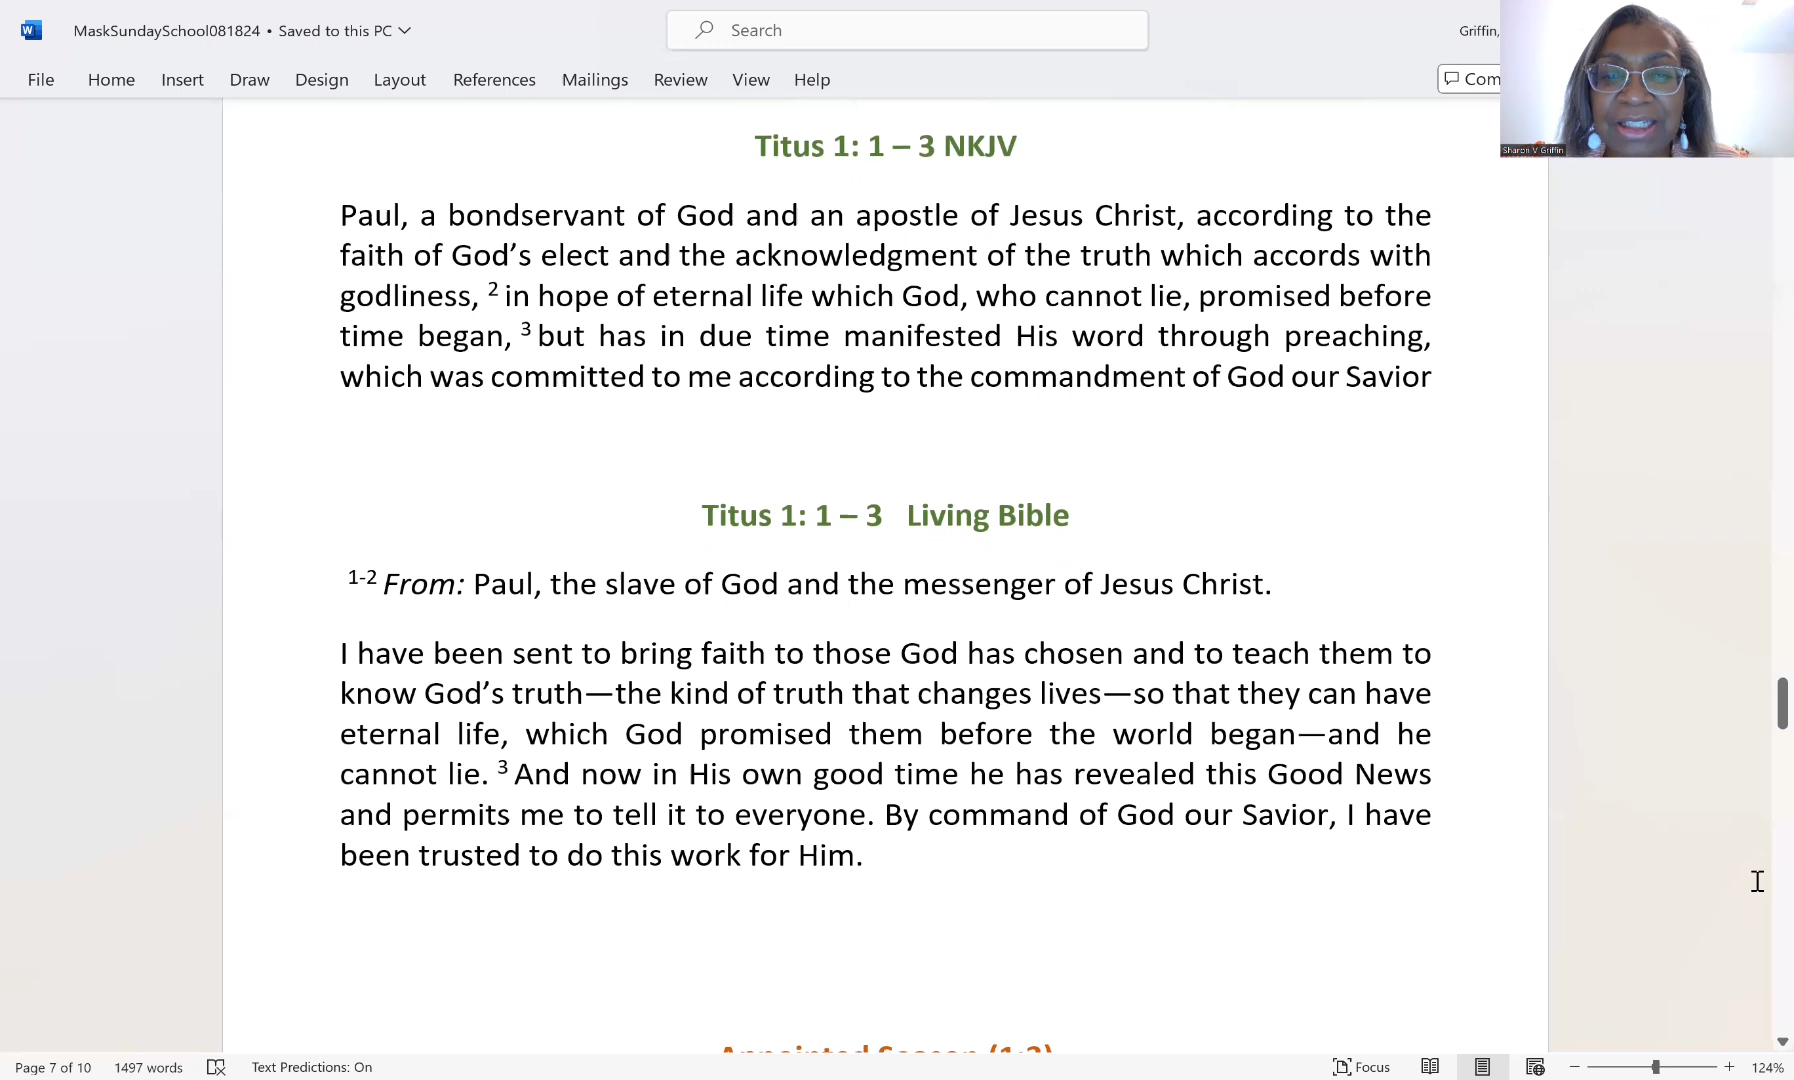 MaskSundaySchool081824 • Saved to this PC
Search
Griffin,
File Home Insert Draw Design Layout References Mailings Review View Help
Com
Sharon V Griffin
Titus 1: 1 – 3 NKJV
Paul, a bondservant of God and an apostle of Jesus Christ, according to the
faith of God’s elect and the acknowledgment of the truth which accords with
godliness, 2 in hope of eternal life which God, who cannot lie, promised before
time began, 3 but has in due time manifested His word through preaching,
which was committed to me according to the commandment of God our Savior
Titus 1: 1 – 3 Living Bible
1-2 From: Paul, the slave of God and the messenger of Jesus Christ.
I have been sent to bring faith to those God has chosen and to teach them to
know God’s truth—the kind of truth that changes lives—so that they can have
eternal life, which God promised them before the world began—and he
cannot lie. 3 And now in His own good time he has revealed this Good News
and permits me to tell it to everyone. By command of God our Savior, I have
been trusted to do this work for Him.
Appointed Season (1:3)
Page 7 of 10 1497 words Text Predictions: On Focus 124%